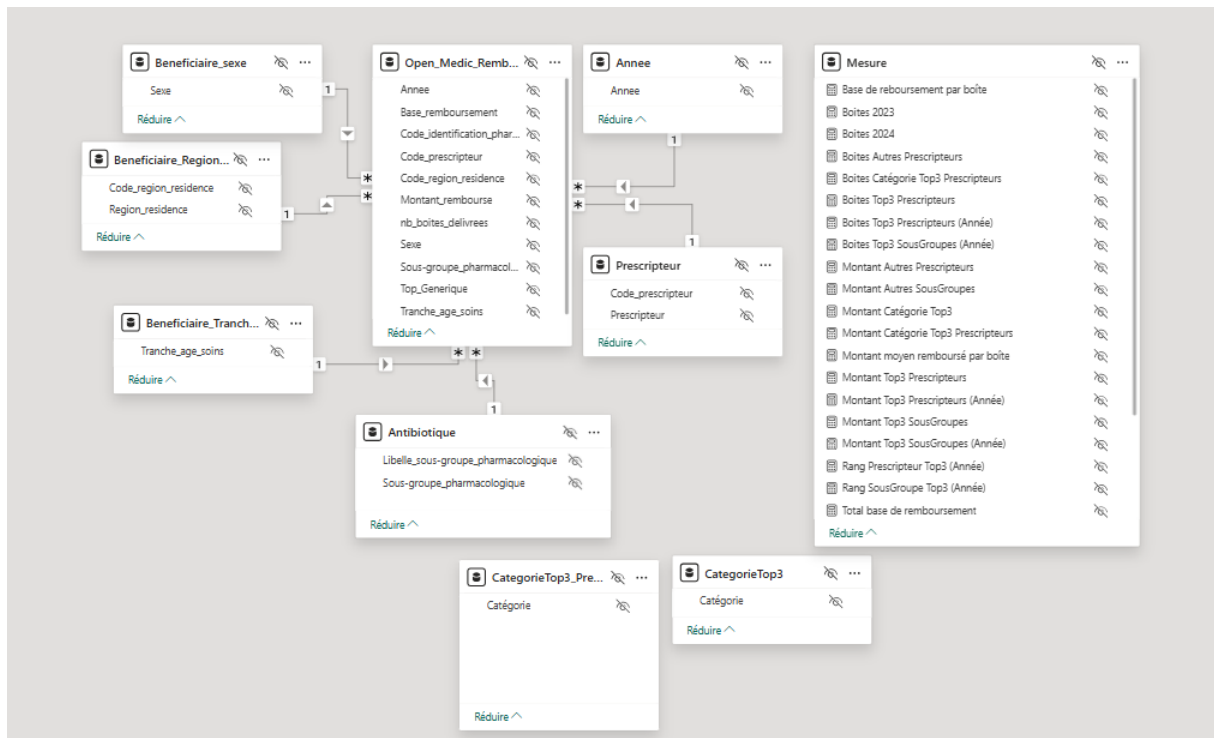 Beneficiaire_sexe
Sexe
1
Réduire
Beneficiaire_Region...
Code_region_residence
Region_residence
1
Réduire
Beneficiaire_Tranch...
Tranche_age_soins
1
Réduire
Open_Medic_Remb...
Annee
Base_remboursement
Code_identification_phar...
Code_prescripteur
Code_region_residence
Montant_rembourse
nb_boites_delivrees
Sexe
Sous-groupe_pharmacol...
Top_Generique
Tranche_age_soins
Réduire
*
*
*
*
* *
Annee
Annee
Réduire
1
1
Prescripteur
Code_prescripteur
Prescripteur
Réduire
1
Antibiotique
Libelle_sous-groupe_pharmacologique
Sous-groupe_pharmacologique
Réduire
CategorieTop3_Pre...
Catégorie
Réduire
CategorieTop3
Catégorie
Réduire
Mesure
Base de reboursement par boîte
Boites 2023
Boites 2024
Boites Autres Prescripteurs
Boites Catégorie Top3 Prescripteurs
Boites Top3 Prescripteurs
Boites Top3 Prescripteurs (Année)
Boites Top3 SousGroupes (Année)
Montant Autres Prescripteurs
Montant Autres SousGroupes
Montant Catégorie Top3
Montant Catégorie Top3 Prescripteurs
Montant moyen remboursé par boîte
Montant Top3 Prescripteurs
Montant Top3 Prescripteurs (Année)
Montant Top3 SousGroupes
Montant Top3 SousGroupes (Année)
Rang Prescripteur Top3 (Année)
Rang SousGroupe Top3 (Année)
Total base de remboursement
Réduire